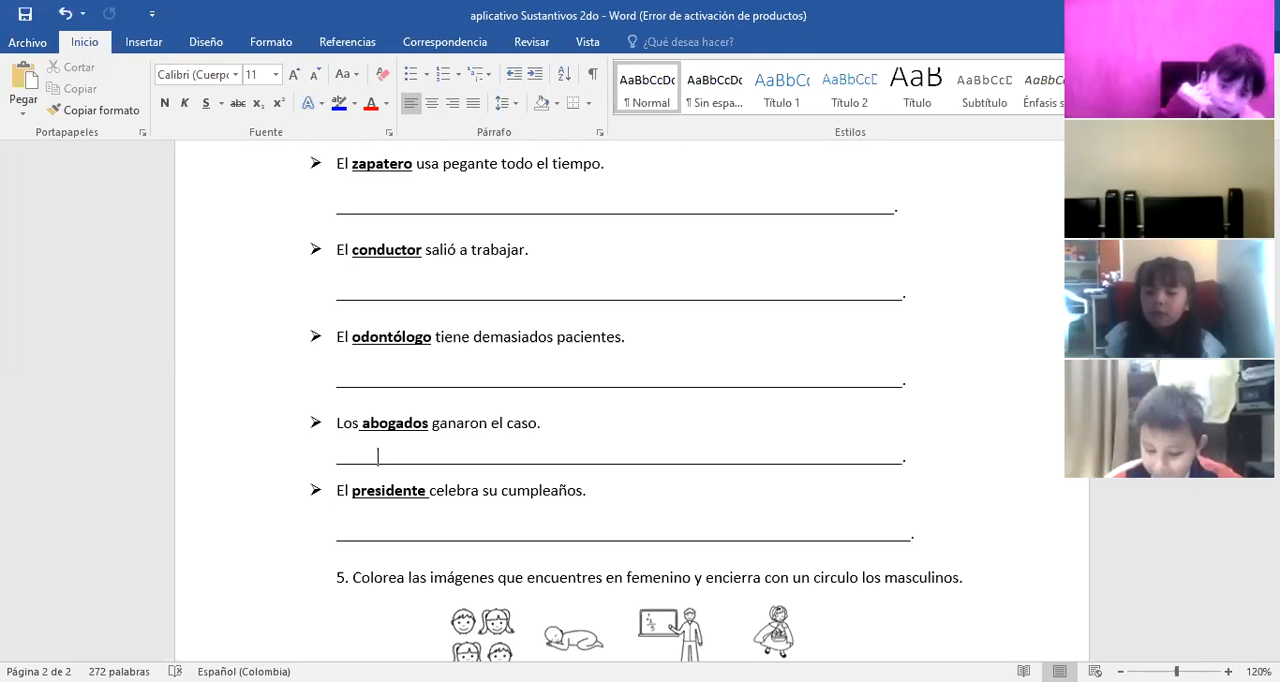 aplicativo Sustantivos 2do - Word (Error de activación de productos)
Archivo Inicio Insertar Diseño Formato Referencias Correspondencia Revisar Vista ¿Qué desea hacer?
Pegar
Cortar
Copiar
Copiar formato
Calibri (Cuerpo 11
AaBbCcDc AaBbCcDc AaBbCc AaBbCcD AaB AaBbCcD AaBbCcD
¶ Normal ¶ Sin espa... Título 1 Título 2 Título Subtítulo Énfasis s
Portapapeles Fuente Párrafo Estilos
El zapatero usa pegante todo el tiempo.
El conductor salió a trabajar.
El odontólogo tiene demasiados pacientes.
Los abogados ganaron el caso.
El presidente celebra su cumpleaños.
5. Colorea las imágenes que encuentres en femenino y encierra con un circulo los masculinos.
Página 2 de 2 272 palabras Español (Colombia) 120%